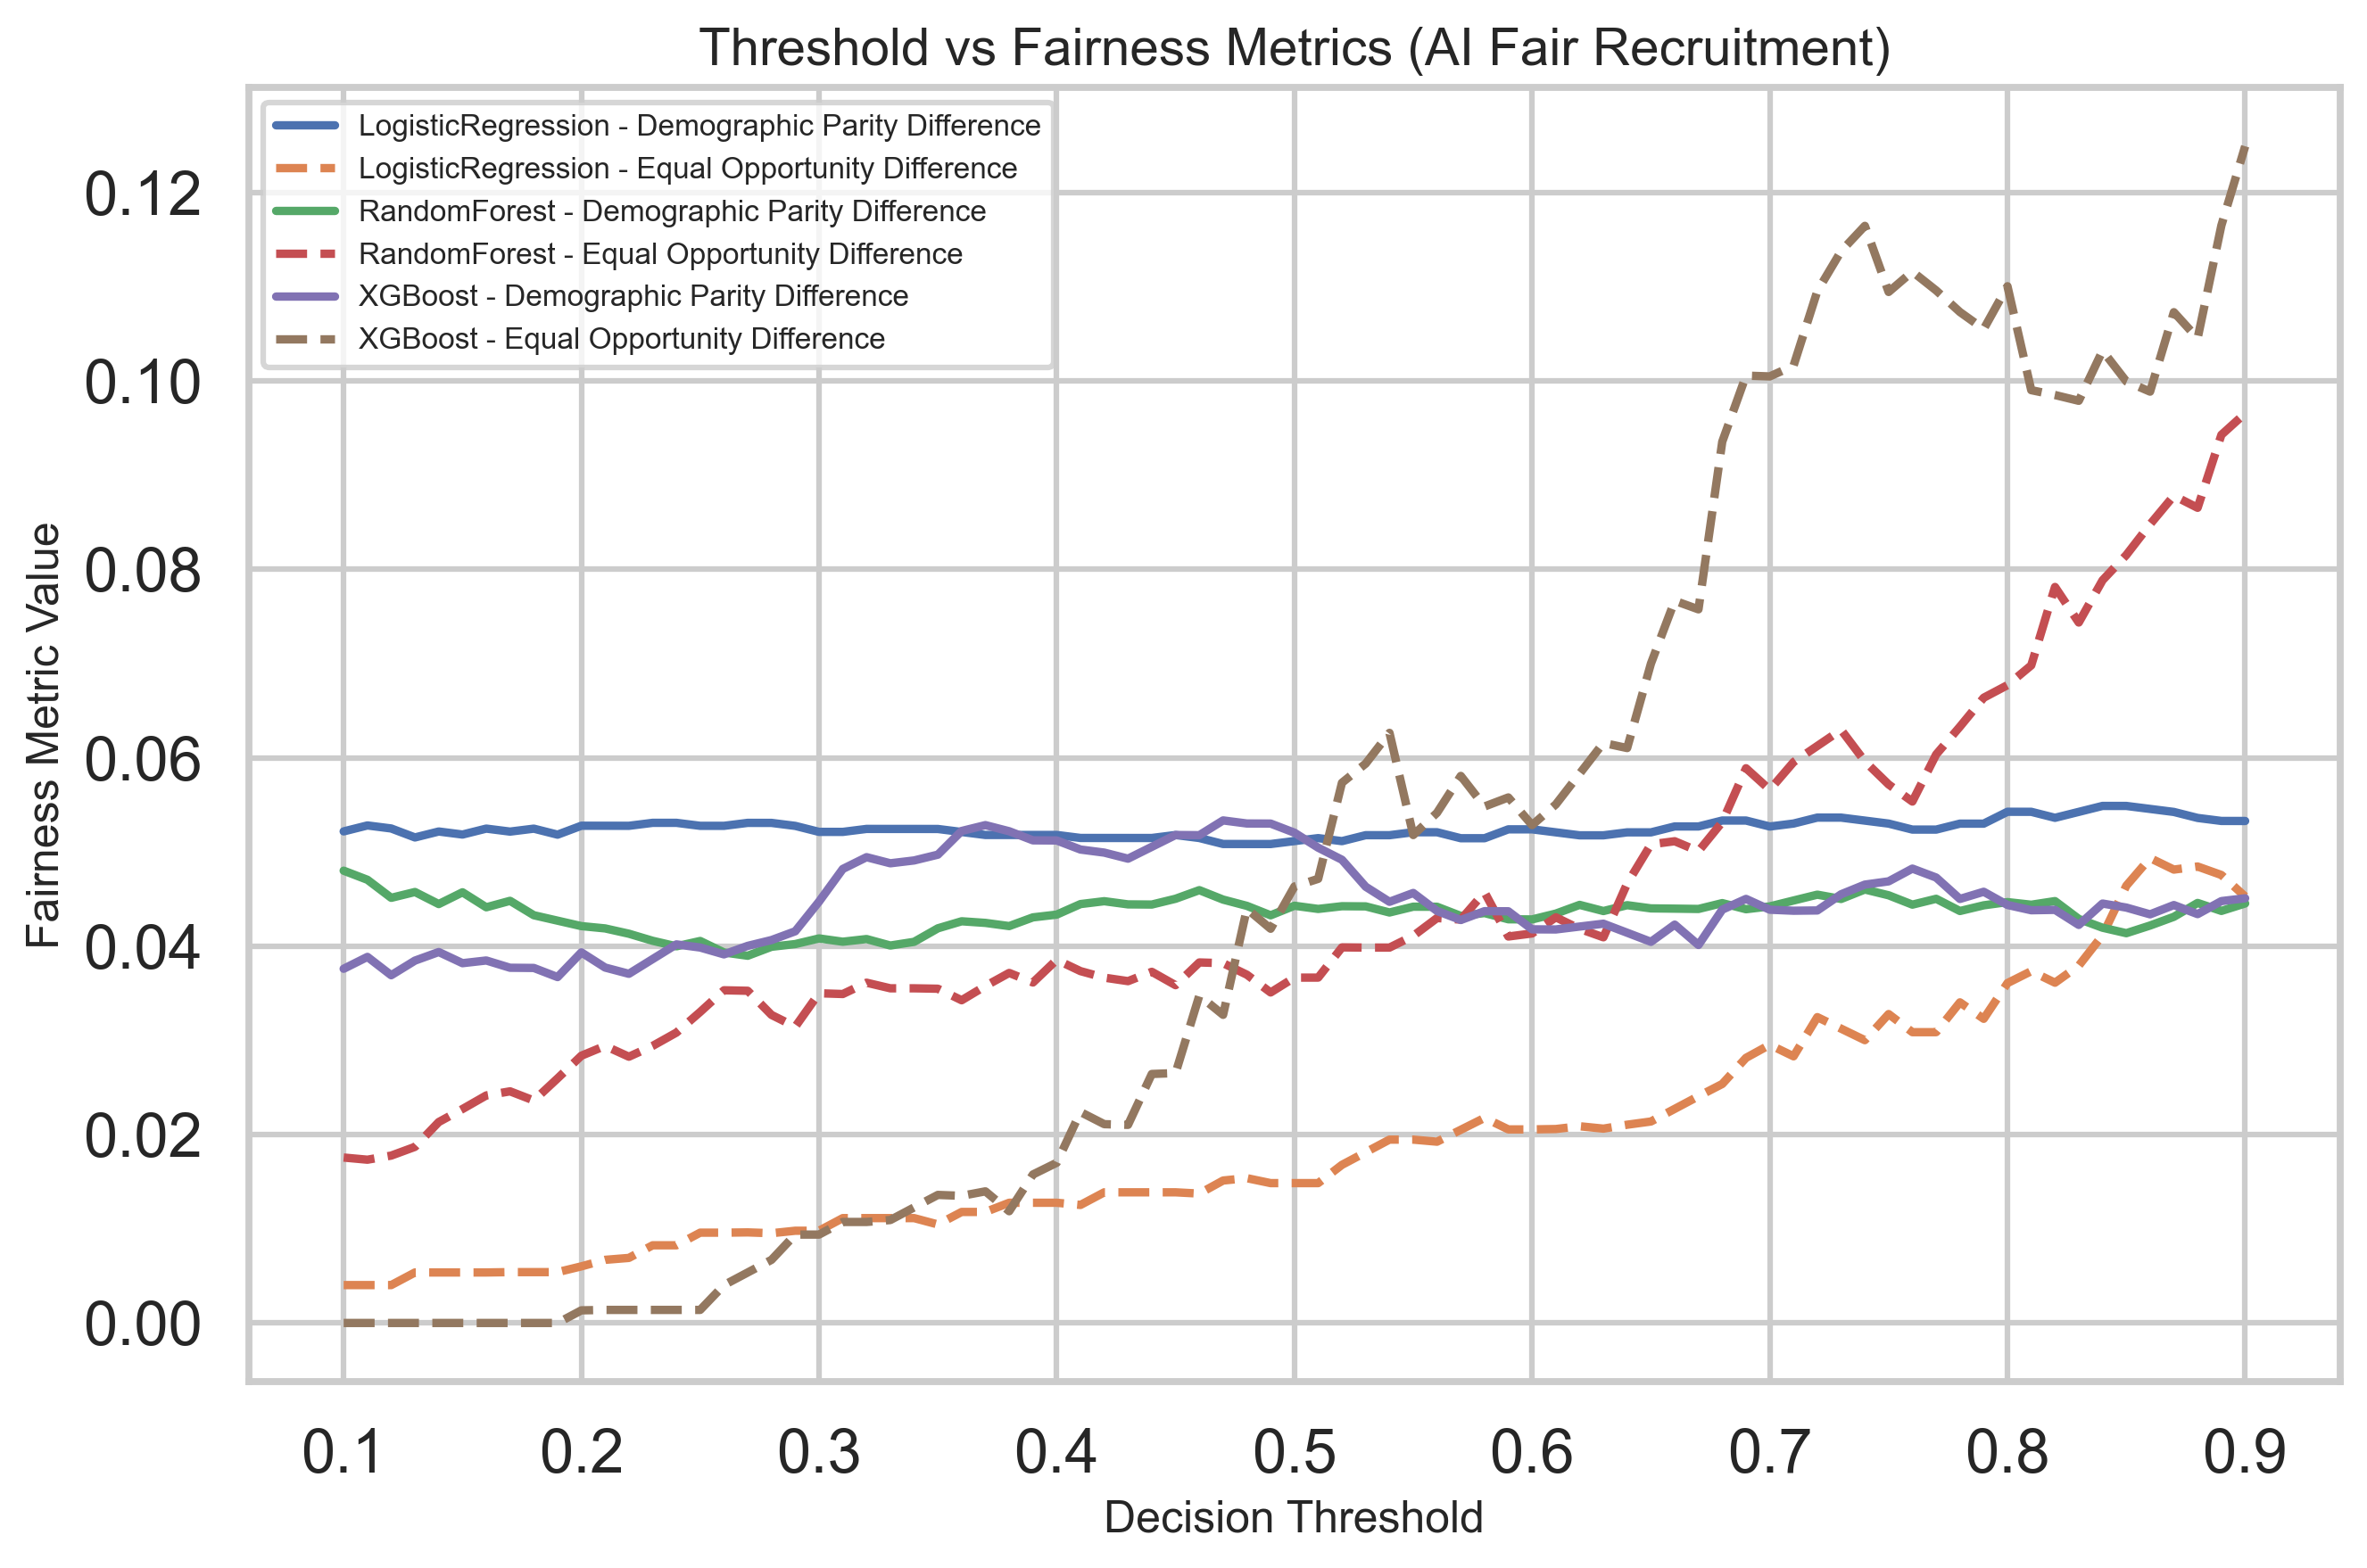 Threshold vs Fairness Metrics (AI Fair Recruitment)
LogisticRegression - Demographic Parity Difference
LogisticRegression - Equal Opportunity Difference
RandomForest - Demographic Parity Difference
RandomForest - Equal Opportunity Difference
XGBoost - Demographic Parity Difference
XGBoost - Equal Opportunity Difference
Fairness Metric Value
0.12
0.10
0.08
0.06
0.04
0.02
0.00
0.1 0.2 0.3 0.4 0.5 0.6 0.7 0.8 0.9
Decision Threshold